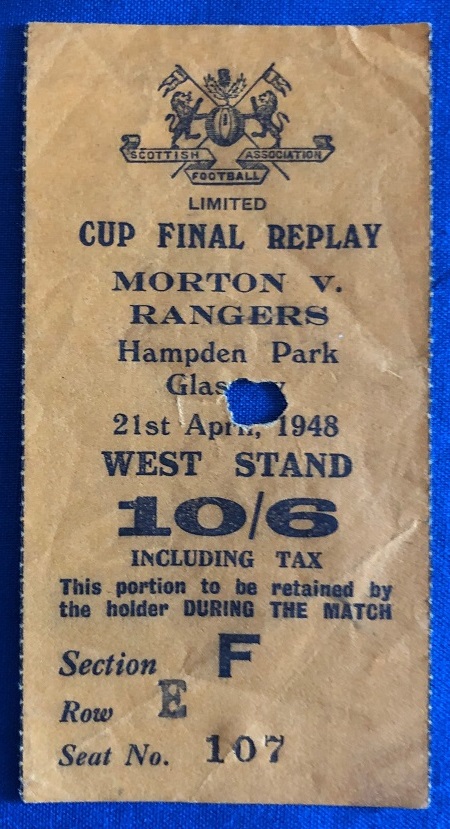 SCOTTISH ASSOCIATION
FOOTBALL
LIMITED
CUP FINAL REPLAY
MORTON V.
RANGERS
Hampden Park
Glasgow
21st April, 1948
WEST STAND
10/6
INCLUDING TAX
This portion to be retained by
the holder DURING THE MATCH
Section F
Row E
Seat No. 107